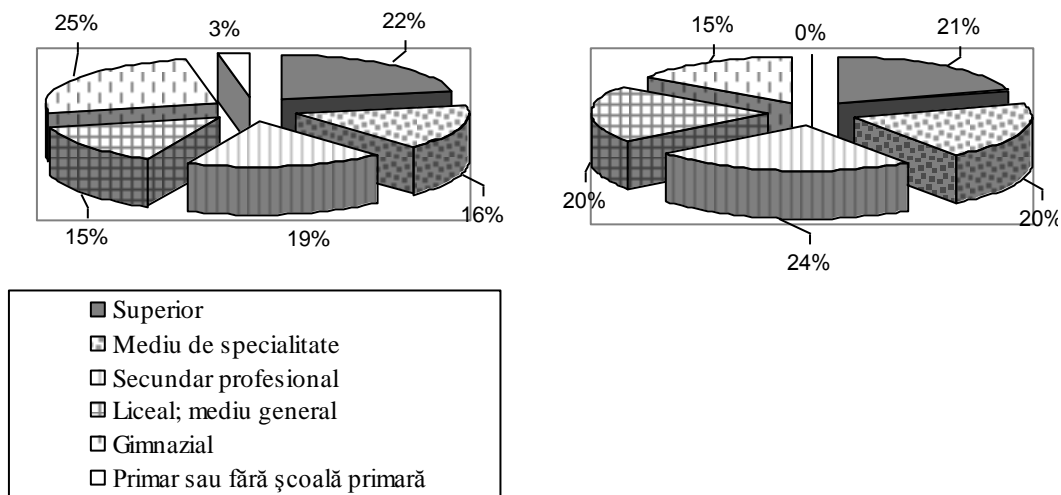 25%
3%
22%
16%
19%
15%
15%
0%
21%
20%
24%
20%
Superior
Mediu de specialitate
Secundar profesional
Liceal; mediu general
Gimnazial
Primar sau fără şcoală primară